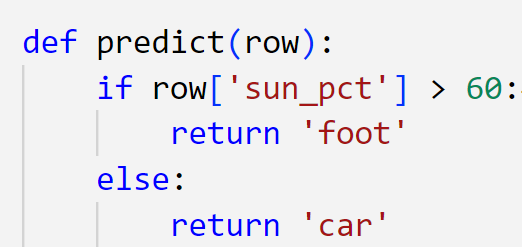 def predict(row):
    if row['sun_pct'] > 60:
        return 'foot'
    else:
        return 'car'